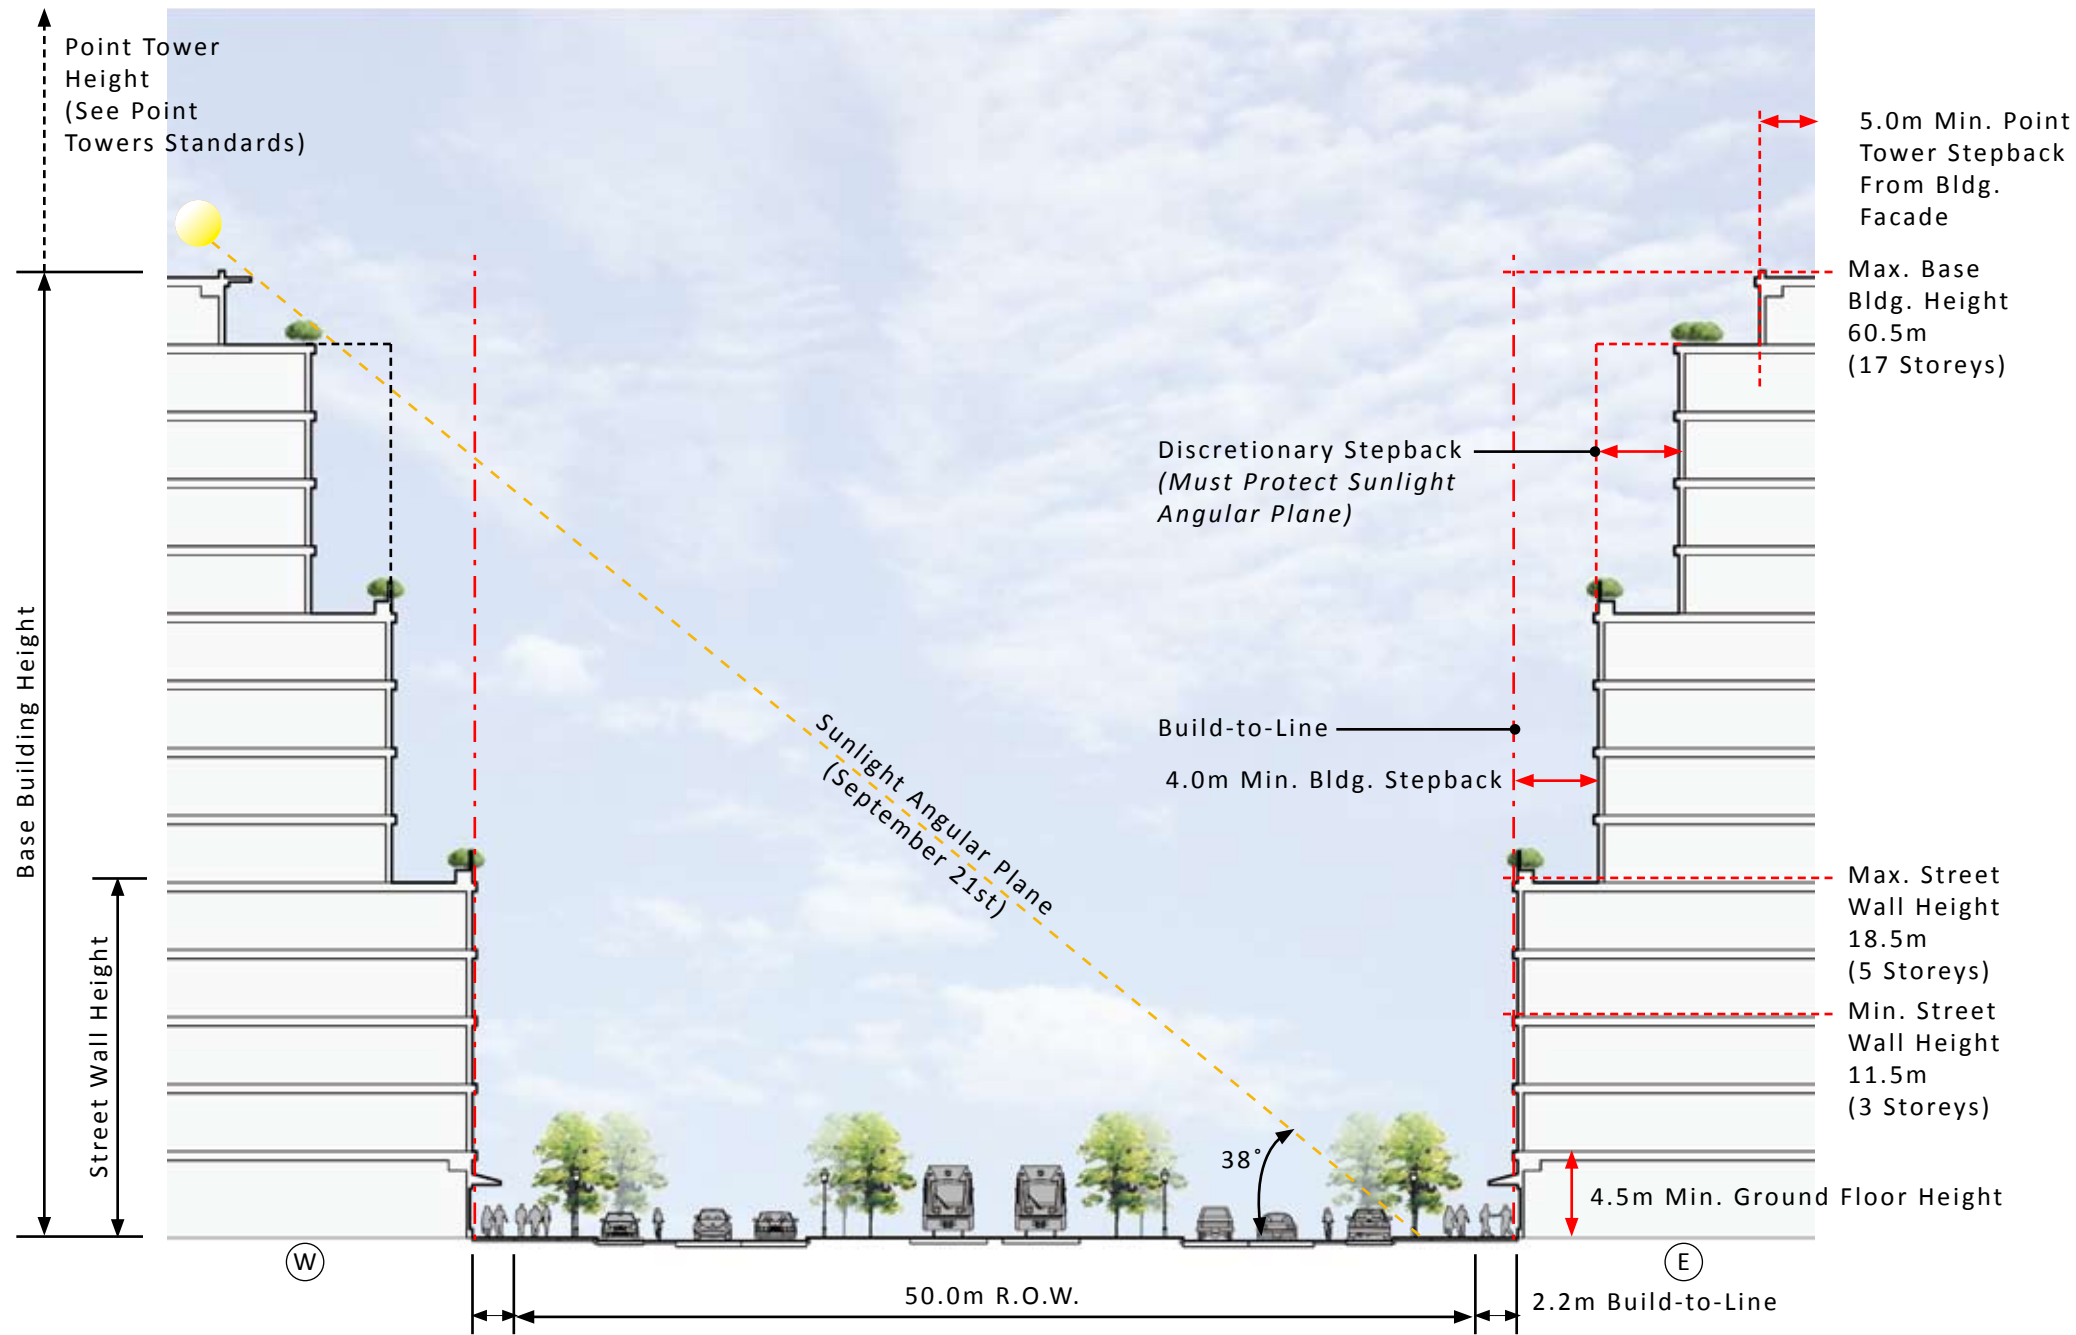 Point Tower
Height
(See Point
Towers Standards)
5.0m Min. Point
Tower Stepback
From Bldg.
Facade
Max. Base
Bldg. Height
60.5m
(17 Storeys)
Discretionary Stepback
(Must Protect Sunlight
Angular Plane)
Base Building Height
Build-to-Line
4.0m Min. Bldg. Stepback
Sunlight Angular Plane
(September 21st)
Street Wall Height
Max. Street
Wall Height
18.5m
(5 Storeys)
Min. Street
Wall Height
11.5m
(3 Storeys)
38°
4.5m Min. Ground Floor Height
W
E
50.0m R.O.W.
2.2m Build-to-Line